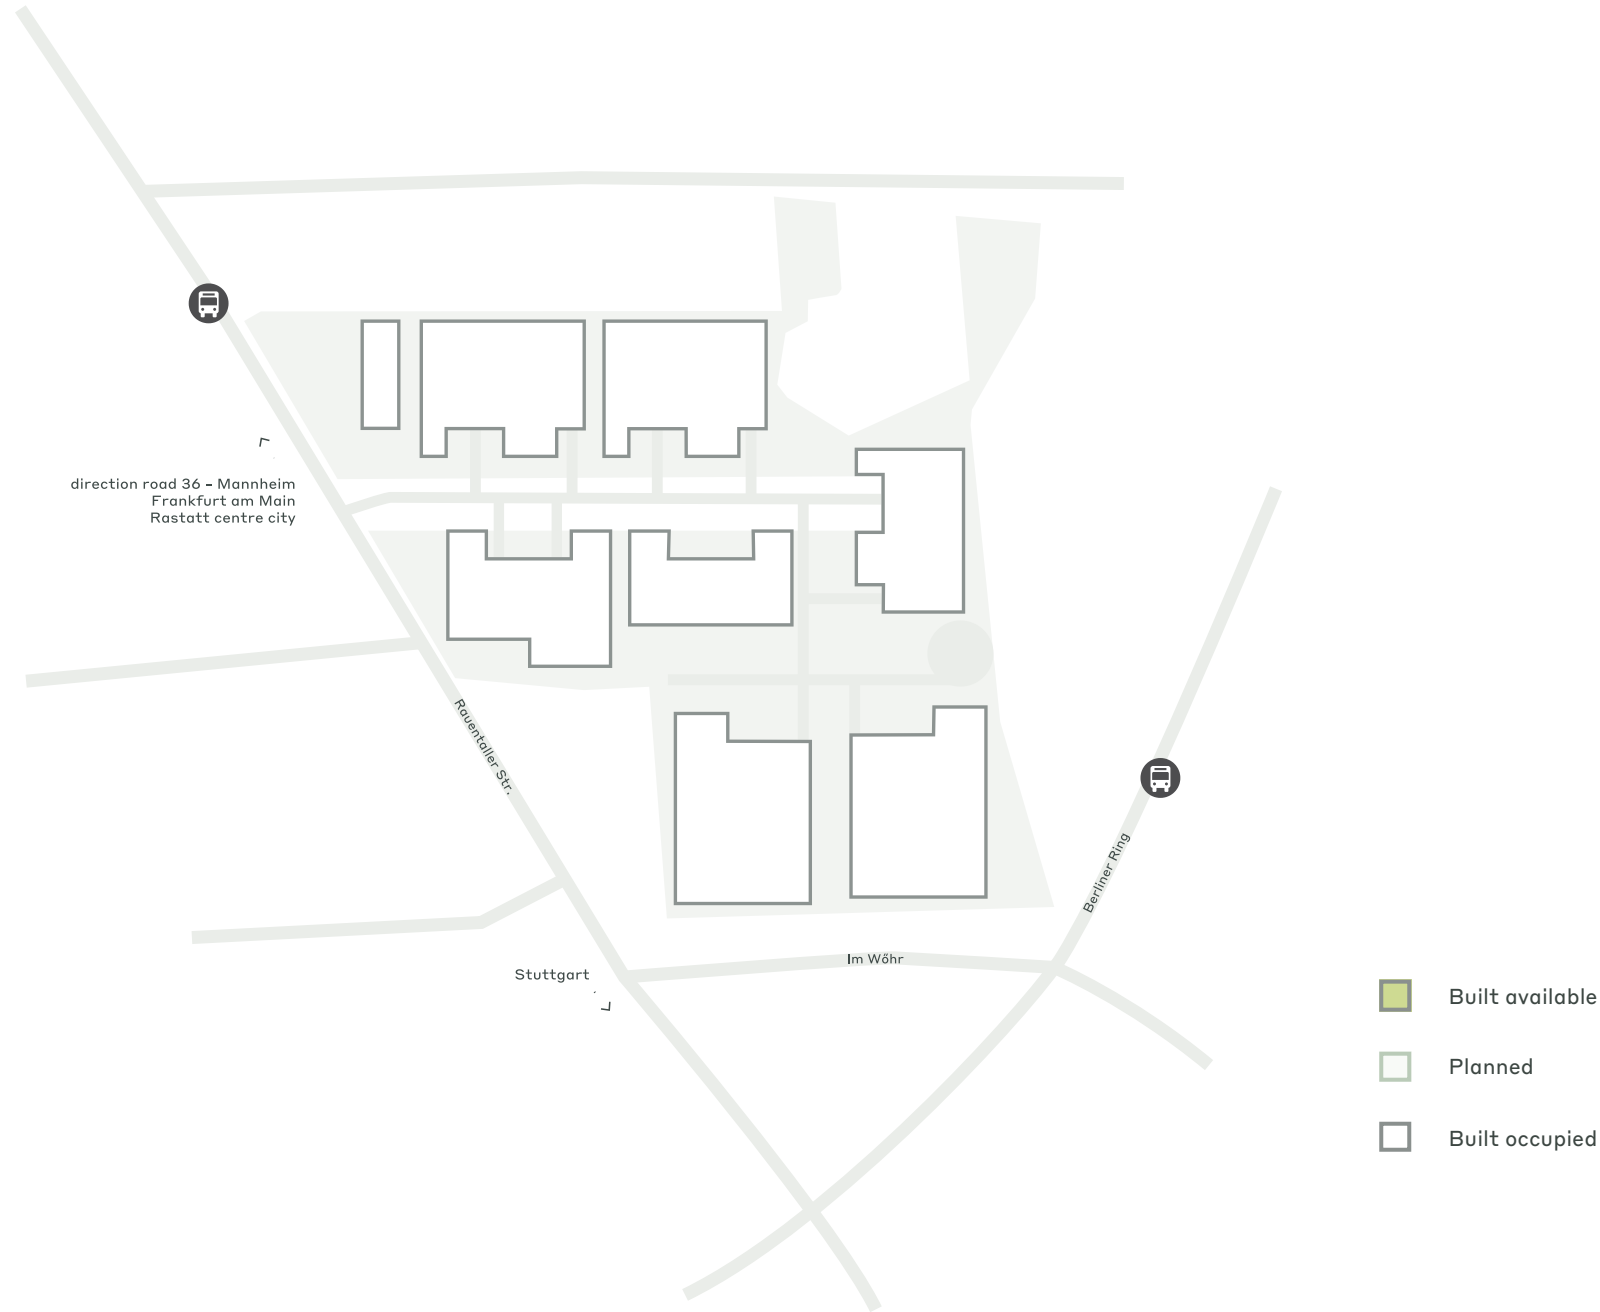 direction road 36 - Mannheim
Frankfurt am Main
Rastatt centre city
Rauentaller Str.
Berliner Ring
Im Wőhr
Stuttgart
Built available
Planned
Built occupied